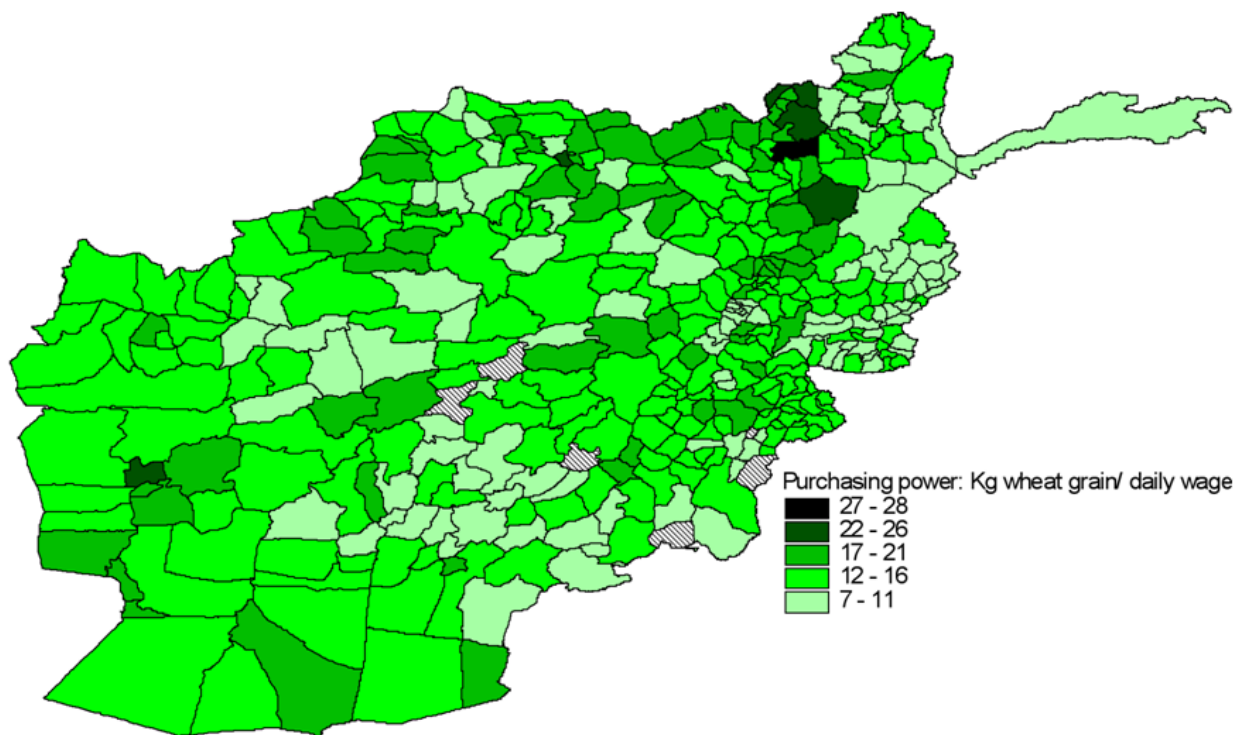 Purchasing power: Kg wheat grain/ daily wage
27 - 28
22 - 26
17 - 21
12 - 16
7 - 11